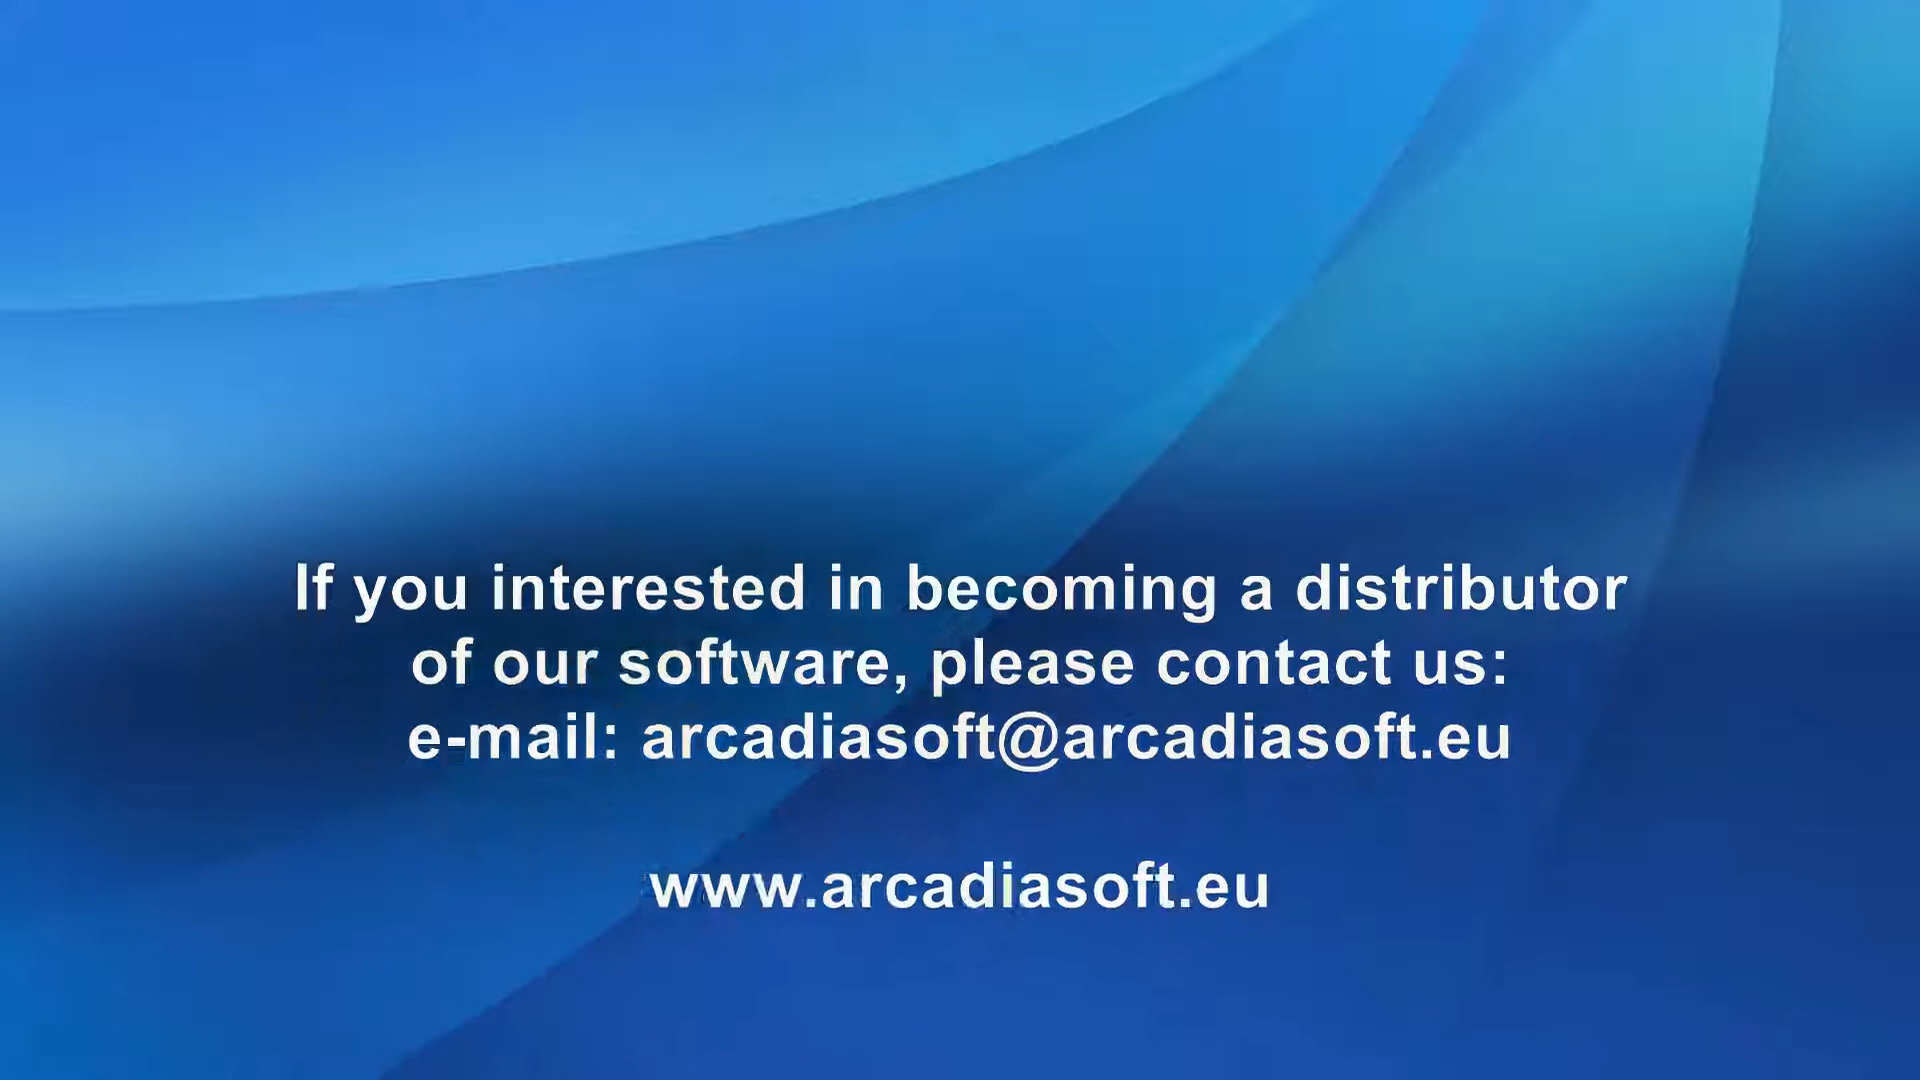 If you interested in becoming a distributor
of our software, please contact us:
e-mail: arcadiasoft@arcadiasoft.eu
www.arcadiasoft.eu